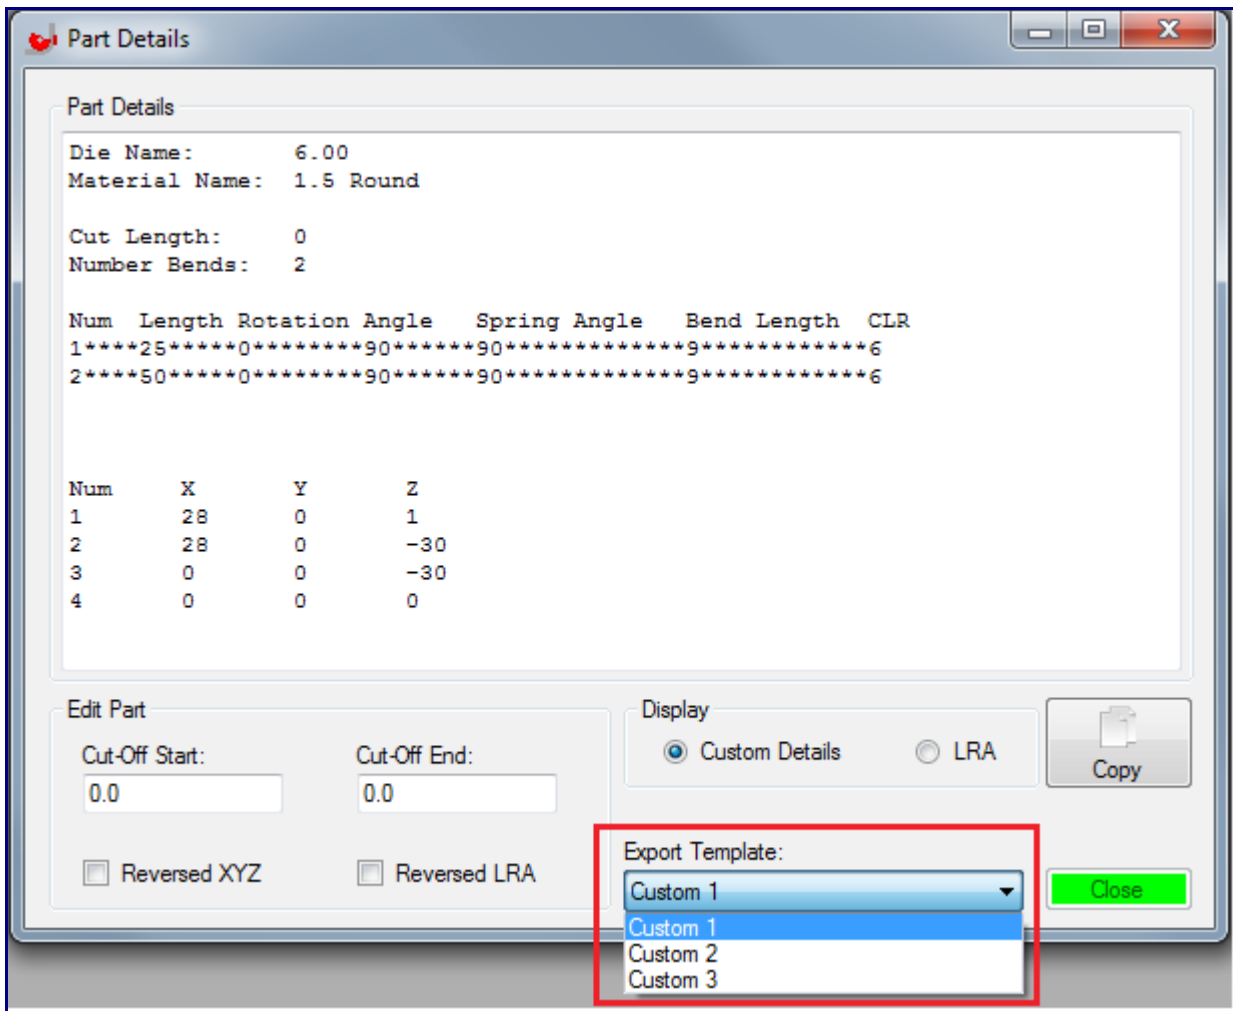 Part Details
Part Details
Die Name: 6.00
Material Name: 1.5 Round
Cut Length: 0
Number Bends: 2
Num Length Rotation Angle Spring Angle Bend Length CLR
1****25*****0********90******90*************9************6
2****50*****0********90******90*************9************6
Num X Y Z
1 28 0 1
2 28 0 -30
3 0 0 -30
4 0 0 0
Edit Part
Cut-Off Start: Cut-Off End:
0.0 0.0
Reversed XYZ Reversed LRA
Display
Custom Details LRA
Copy
Export Template:
Custom 1
Close
Custom 1
Custom 2
Custom 3